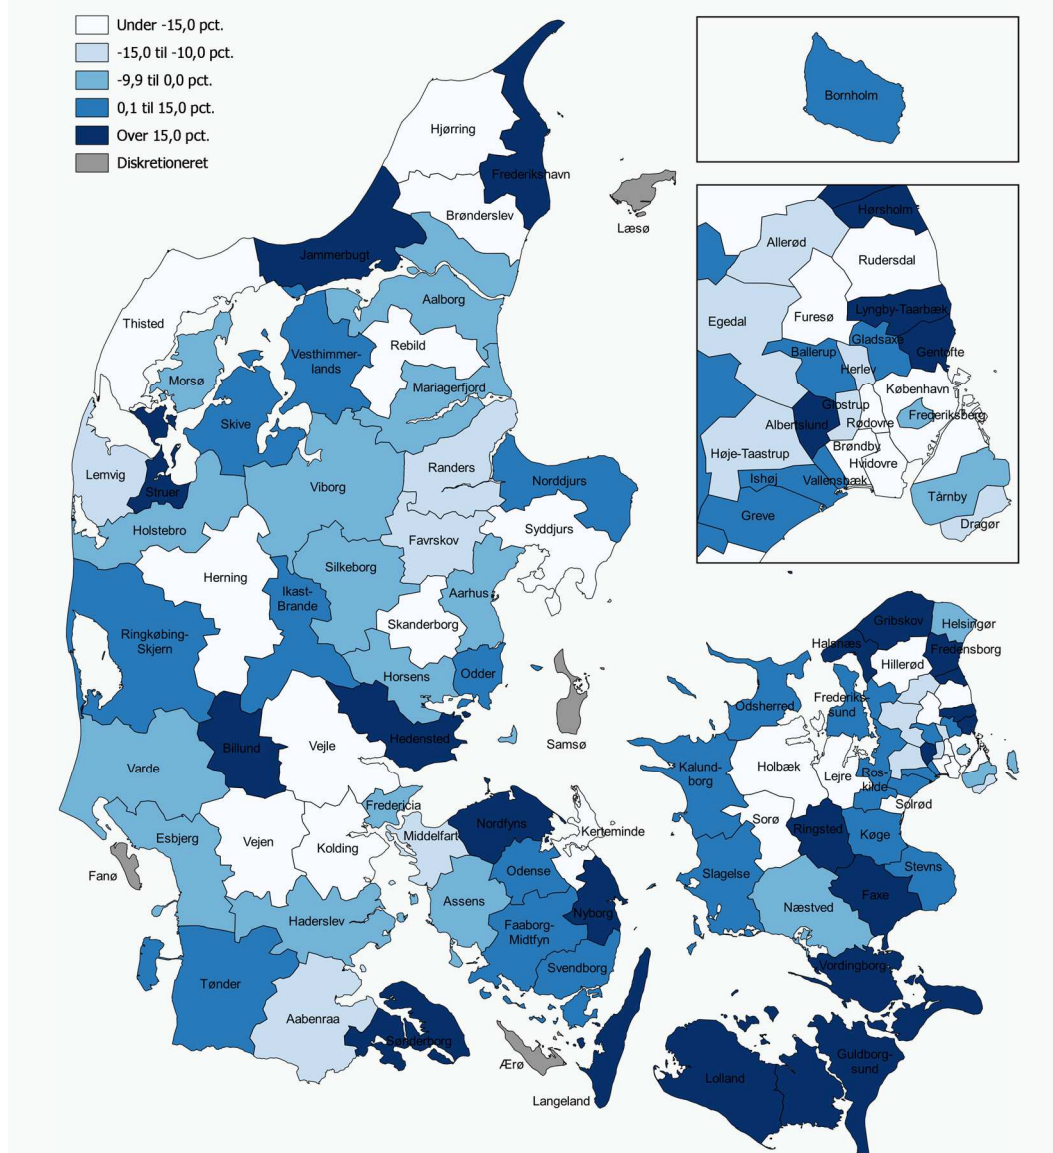 Under -15,0 pct.
-15,0 til -10,0 pct.
-9,9 til 0,0 pct.
0,1 til 15,0 pct.
Over 15,0 pct.
Diskretioneret
Hjørring
Frederikshavn
Brønderslev
Læsø
Jammerbugt
Aalborg
Thisted
Rebild
Vesthimmer-
lands
Morsø
Mariagerfjord
Skive
Lemvig
Struer
Viborg
Randers
Norddjurs
Holstebro
Syddjurs
Favrskov
Herning
Silkeborg
Ikast-
Brande
Aarhus
Skanderborg
Ringkøbing-
Skjern
Horsens
Odder
Samsø
Hedensted
Billund
Vejle
Varde
Fredericia
Esbjerg
Vejen
Kolding
Middelfart
Nordfyns
Kerteminde
Fanø
Odense
Assens
Nyborg
Haderslev
Faaborg-
Midtfyn
Svendborg
Tønder
Aabenraa
Sønderborg
Ærø
Langeland
Bornholm
Hørsholm
Allerød
Rudersdal
Egedal
Furesø
Lyngby-Taarbæk
Gladsaxe
Gentofte
Ballerup
Herlev
København
Glostrup
Frederiksberg
Albertslund
Rødovre
Brøndby
Høje-Taastrup
Hvidovre
Ishøj
Vallensbæk
Tårnby
Greve
Dragør
Gribskov
Helsingør
Halsnæs
Fredensborg
Hillerød
Odsherred
Frederiks-
sund
Kalund-
borg
Holbæk
Lejre
Ros-
kilde
Solrød
Sorø
Ringsted
Køge
Slagelse
Stevns
Faxe
Næstved
Vordingborg
Guldborg-
sund
Lolland